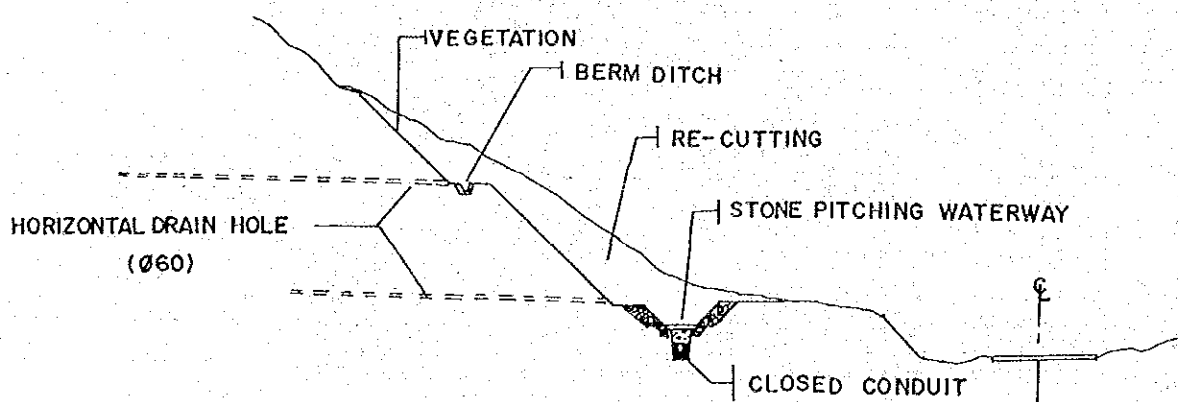 VEGETATION
BERM DITCH
RE-CUTTING
STONE PITCHING WATERWAY
HORIZONTAL DRAIN HOLE
(Ø60)
℄
CLOSED CONDUIT